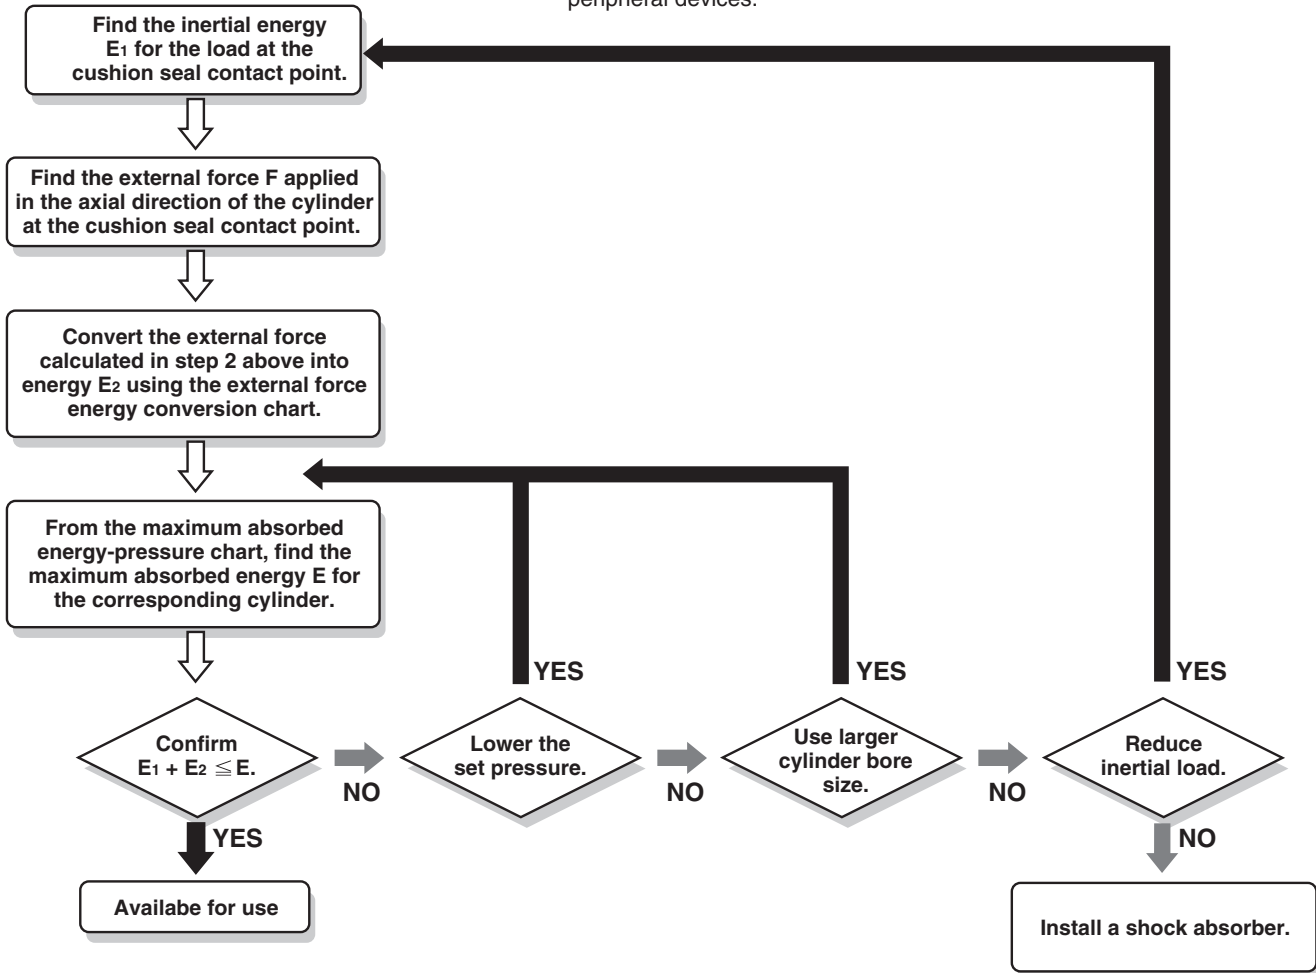 peripheral devices.
Find the inertial energy
E1 for the load at the
cushion seal contact point.
Find the external force F applied
in the axial direction of the cylinder
at the cushion seal contact point.
Convert the external force
calculated in step 2 above into
energy E2 using the external force
energy conversion chart.
From the maximum absorbed
energy-pressure chart, find the
maximum absorbed energy E for
the corresponding cylinder.
Confirm
E1 + E2 ≦ E.
YES
NO
Availabe for use
Lower the
set pressure.
YES
NO
Use larger
cylinder bore
size.
YES
NO
Reduce
inertial load.
YES
NO
Install a shock absorber.